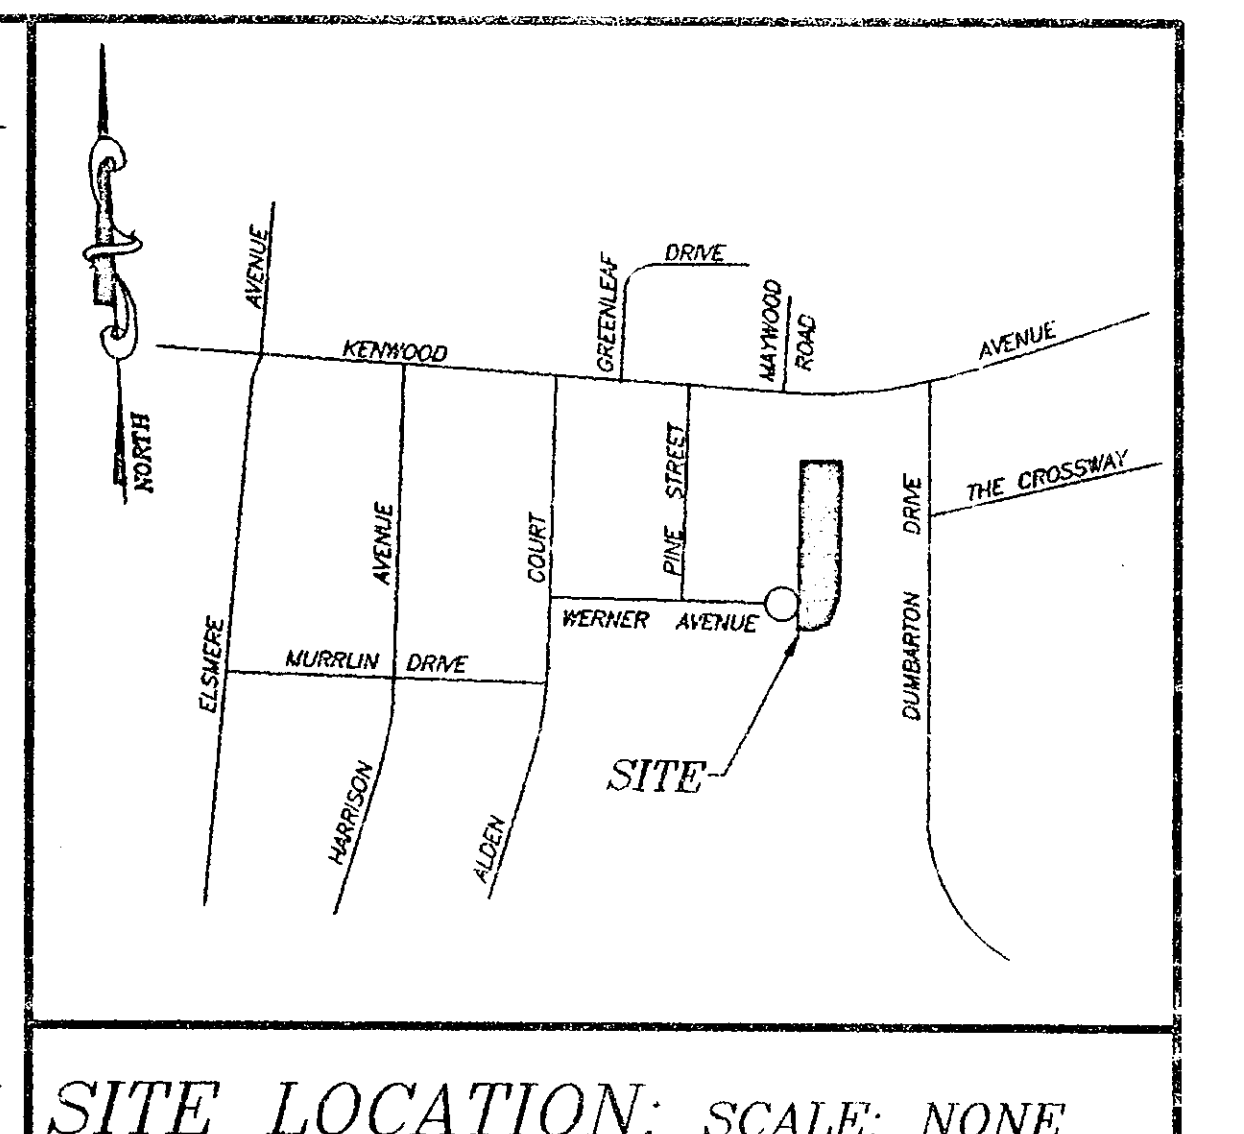 AVENUE
KENWOOD
GREENLEAF
DRIVE
MAYWOOD
ROAD
AVENUE
NORTH
AVENUE
COURT
PINE STREET
DRIVE
THE CROSSWAY
WERNER AVENUE
ELSMERE
MURRLIN DRIVE
DUMBARTON
HARRISON
ALDEN
SITE
SITE LOCATION: SCALE: NONE